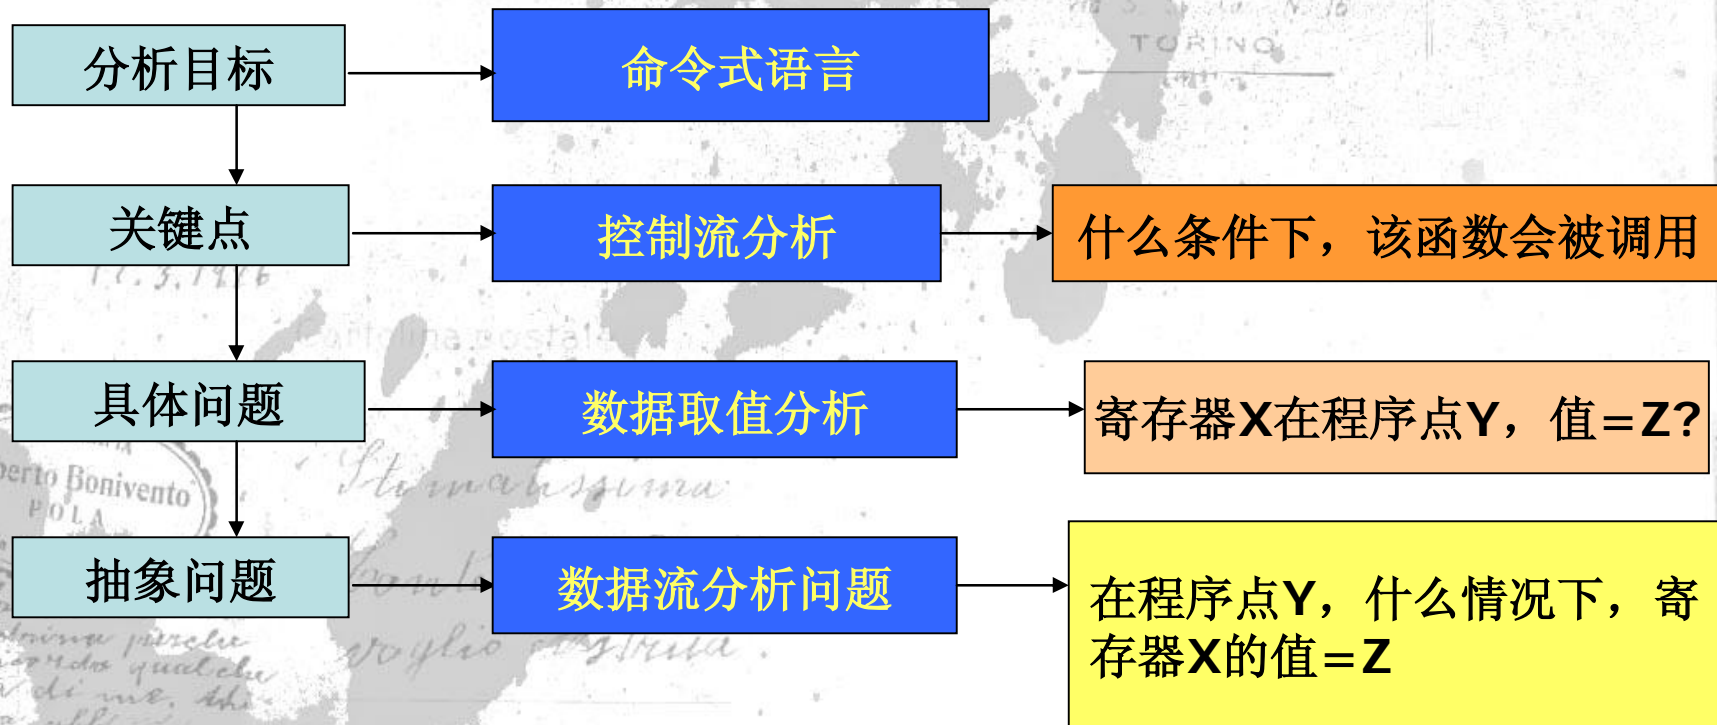 分析目标
命令式语言
关键点
控制流分析
什么条件下，该函数会被调用
具体问题
数据取值分析
寄存器X在程序点Y，值＝Z?
抽象问题
数据流分析问题
在程序点Y，什么情况下，寄
存器X的值＝Z
TORINO
Bonivento
POLA
Stimatissima
voglio
qualche